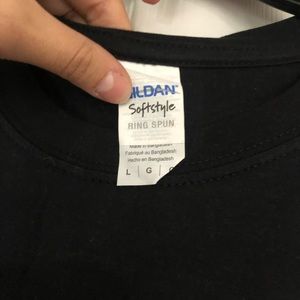 ILDAN
Softstyle
RING SPUN
Made in Bangladesh
Fabriqué au Bangladesh
Hecho en Bangladesh
L G